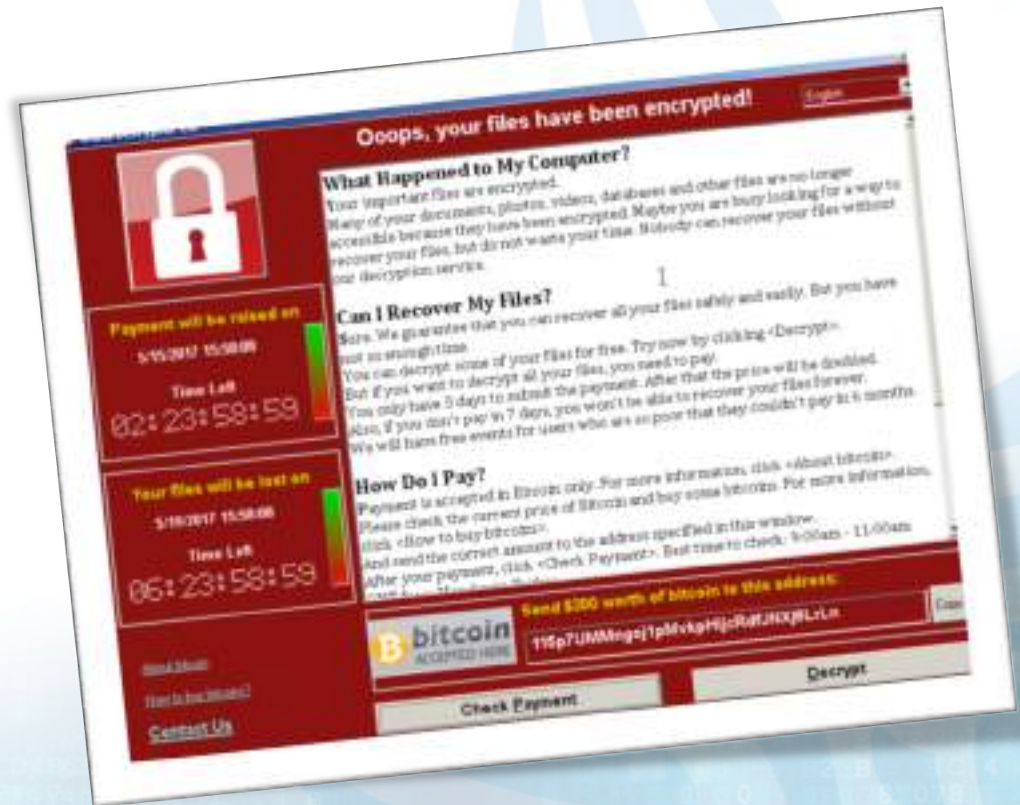 Ooops, your files have been encrypted!
English
What Happened to My Computer?
Your important files are encrypted.
Many of your documents, photos, videos, databases and other files are no longer
accessible because they have been encrypted. Maybe you are busy looking for a way to
recover your files, but do not waste your time. Nobody can recover your files without
our decryption service.
Can I Recover My Files?
Sure. We guarantee that you can recover all your files safely and easily. But you have
not so enough time.
You can decrypt some of your files for free. Try now by clicking <Decrypt>.
But if you want to decrypt all your files, you need to pay.
You only have 3 days to submit the payment. After that the price will be doubled.
Also, if you don't pay in 7 days, you won't be able to recover your files forever.
We will have free events for users who are so poor that they couldn't pay in 6 months.
How Do I Pay?
Payment is accepted in Bitcoin only. For more information, click <About bitcoin>.
Please check the current price of Bitcoin and buy some bitcoins. For more information,
click <How to buy bitcoins>.
And send the correct amount to the address specified in this window.
After your payment, click <Check Payment>. Best time to check: 9:00am - 11:00am
Payment will be raised on
5/15/2017 15:58:08
Time Left
02:23:58:59
Your files will be lost on
5/19/2017 15:58:08
Time Left
06:23:58:59
About bitcoin
How to buy bitcoins?
Contact Us
bitcoin
ACCEPTED HERE
Send $300 worth of bitcoin to this address:
Copy
Check Payment
Decrypt